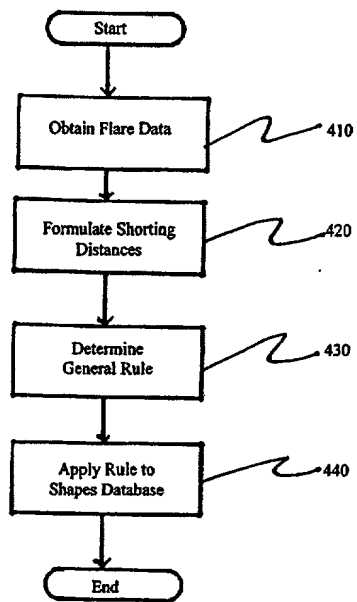 Start
Obtain Flare Data
410
Formulate Shorting
Distances
420
Determine
General Rule
430
Apply Rule to
Shapes Database
440
End